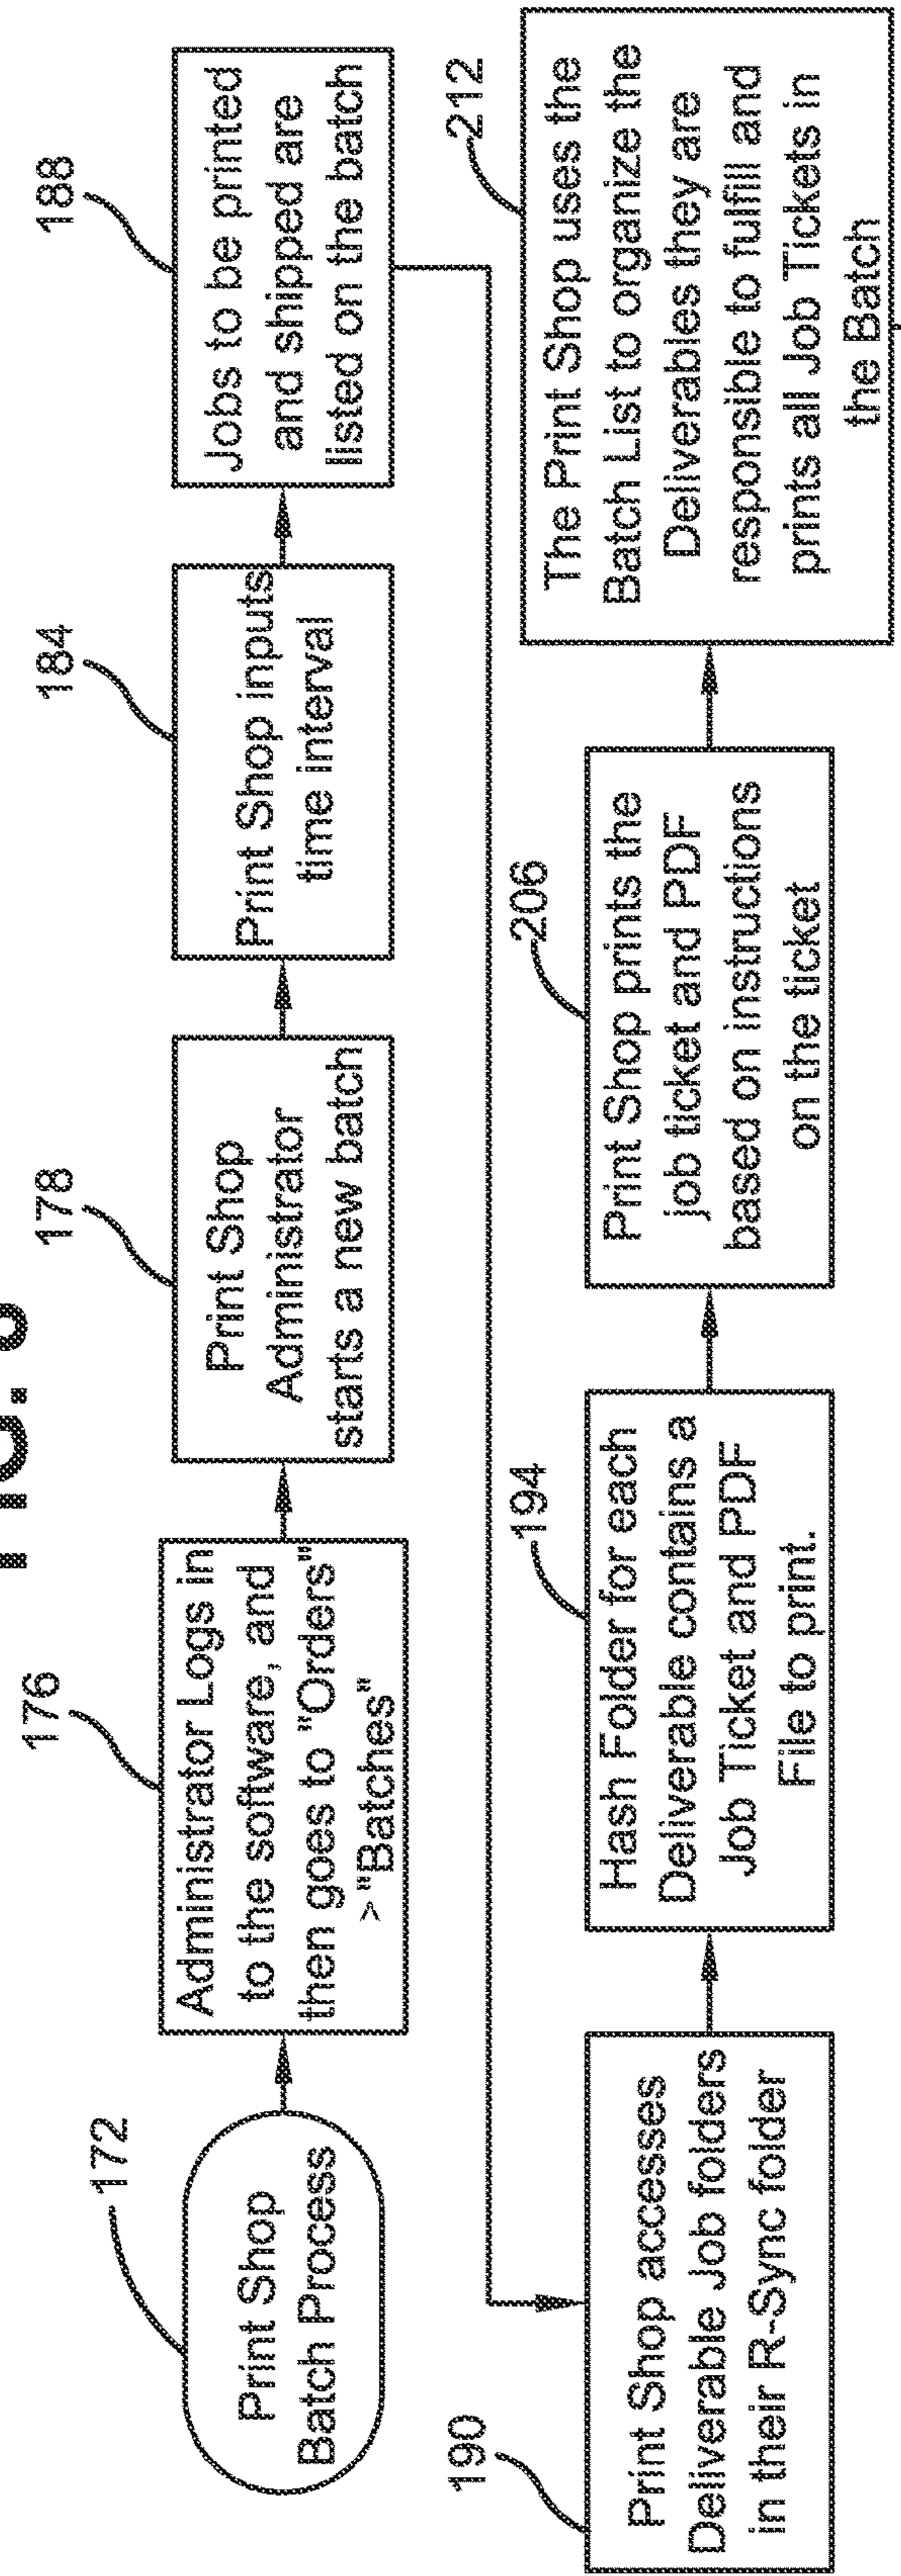 FIG.
172
Print Shop
Batch Process
176
Administrator Logs in
to the software, and
then goes to "Orders"
>"Batches"
178
Print Shop
Administrator
starts a new batch
184
Print Shop inputs
time interval
188
Jobs to be printed
and shipped are
listed on the batch
190
Print Shop accesses
Deliverable Job folders
in their R-Sync folder
194
Hash Folder for each
Deliverable contains a
Job Ticket and PDF
File to print.
206
Print Shop prints the
job ticket and PDF
based on instructions
on the ticket
212
The Print Shop uses the
Batch List to organize the
Deliverables they are
responsible to fulfill and
prints all Job Tickets in
the Batch